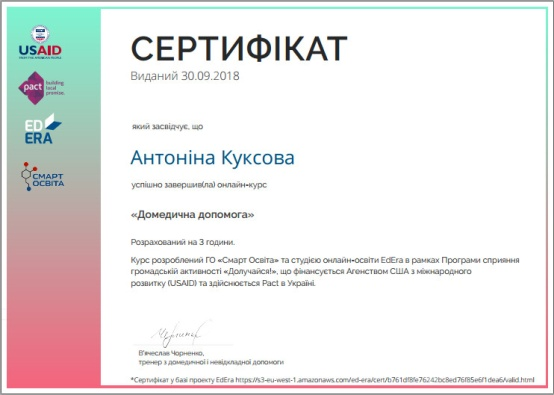 USAID
FROM THE AMERICAN PEOPLE
pact
building
local
promise.
ED
ERA
СМАРТ
ОСВІТА
СЕРТИФІКАТ
Виданий 30.09.2018
який засвідчує, що
Антоніна Куксова
успішно завершив(ла) онлайн-курс
«Домедична допомога»
Розрахований на 3 години.
Курс розроблений ГО «Смарт Освіта» та студією онлайн-освіти EdEra в рамках Програми сприяння
громадській активності «Долучайся!», що фінансується Агенством США з міжнародного
розвитку (USAID) та здійснюється Pact в Україні.
В'ячеслав Чорненко,
тренер з домедичної і невідкладної допомоги
*Сертифікат у базі проекту EdEra https://s3-eu-west-1.amazonaws.com/ed-era/cert/b761df8fe76242bc8ed76f85e6f1dea6/valid.html